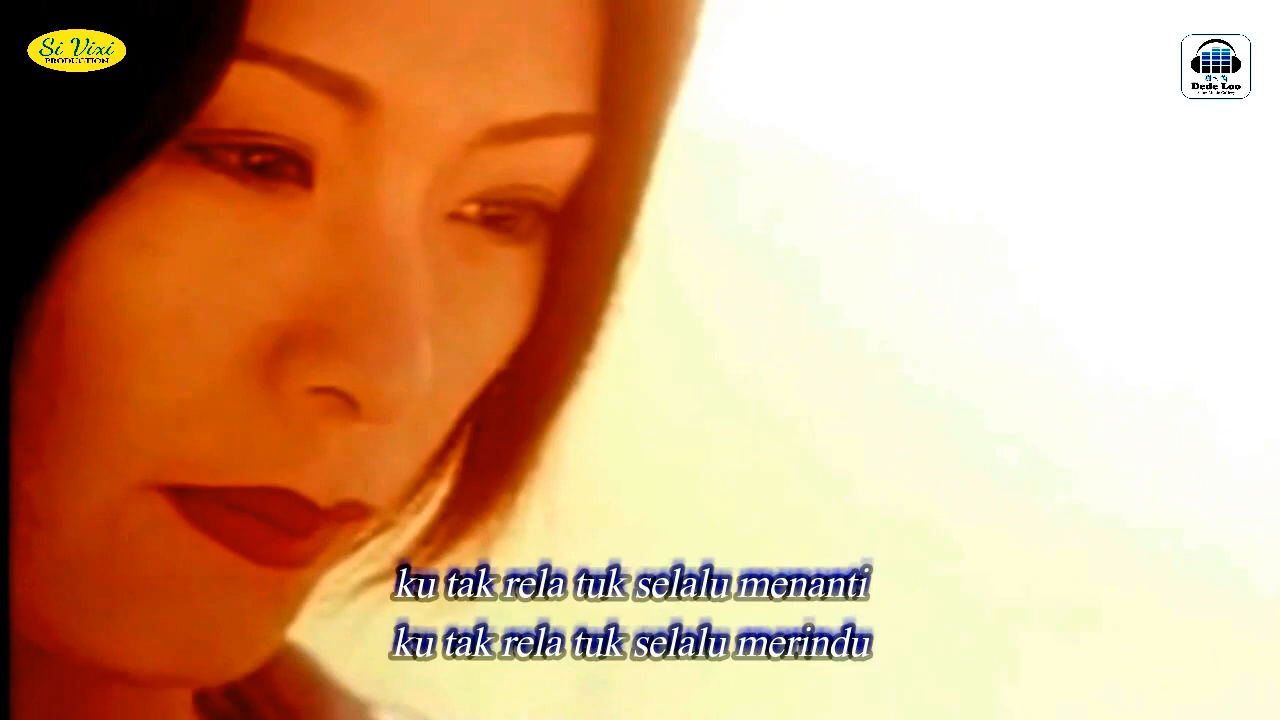 Si Vixi
PRODUCTION
Dede Loo
ku tak rela tuk selalu menanti
ku tak rela tuk selalu merindu